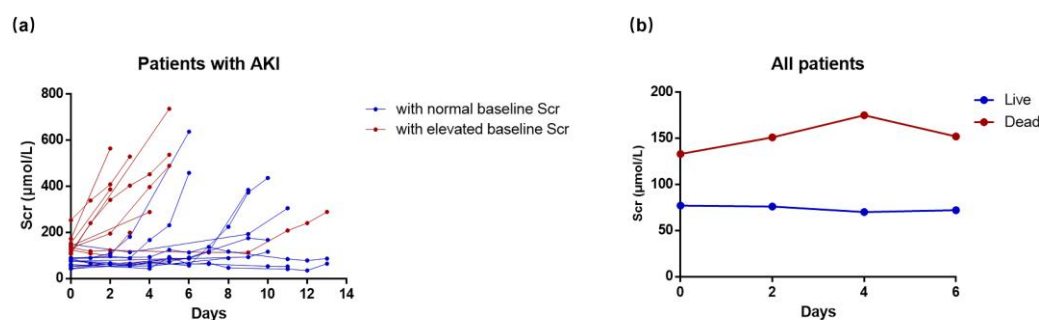 (a)
Patients with AKI
800
600
400
200
0
Scr (μmol/L)
0 2 4 6 8 10 12 14
Days
with normal baseline Scr
with elevated baseline Scr
(b)
All patients
200
150
100
50
0
Scr (μmol/L)
0 2 4 6
Days
Live
Dead